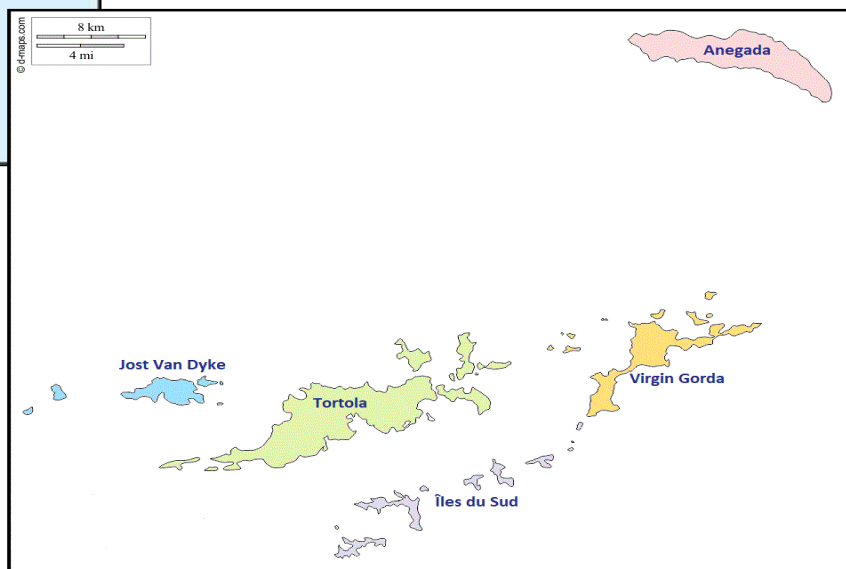 8 km
4 mi
© d-maps.com
Anegada
Jost Van Dyke
Tortola
Virgin Gorda
Îles du Sud